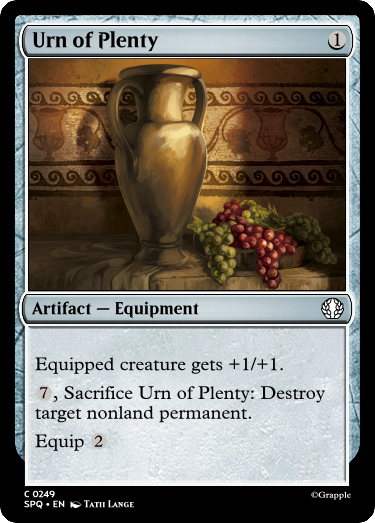 Urn of Plenty 1
Artifact — Equipment
Equipped creature gets +1/+1.
7, Sacrifice Urn of Plenty: Destroy
target nonland permanent.
Equip 2
C 0249
SPQ • EN Tatii Lange
©Grapple